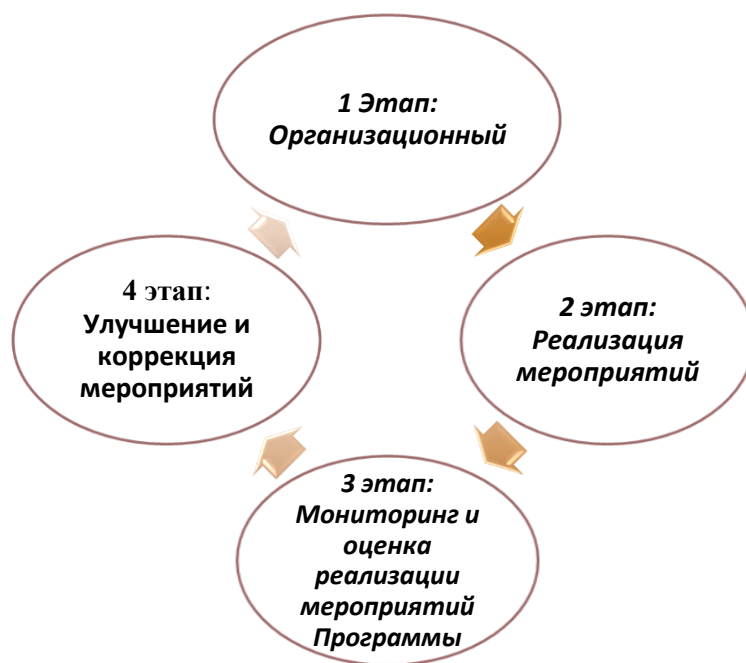 1 Этап:
Организационный
2 этап:
Реализация
мероприятий
3 этап:
Мониторинг и
оценка
реализации
мероприятий
Программы
4 этап:
Улучшение и
коррекция
мероприятий